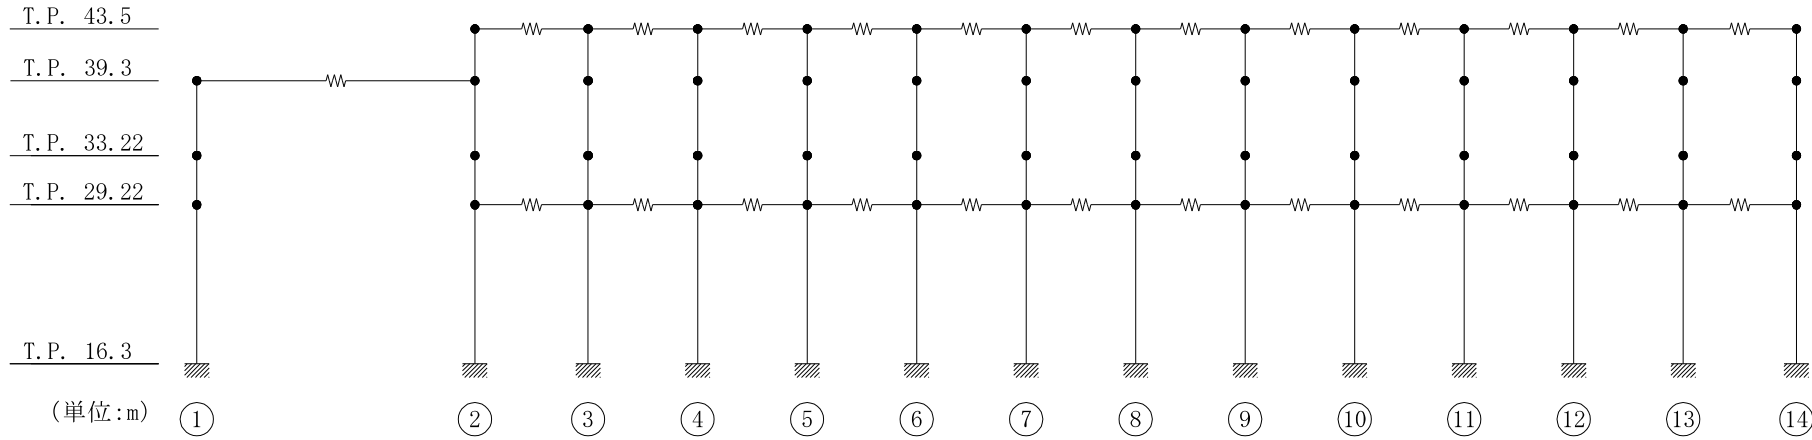 T.P. 43.5
T.P. 39.3
T.P. 33.22
T.P. 29.22
T.P. 16.3
(単位:m) ① ② ③ ④ ⑤ ⑥ ⑦ ⑧ ⑨ ⑩ ⑪ ⑫ ⑬ ⑭